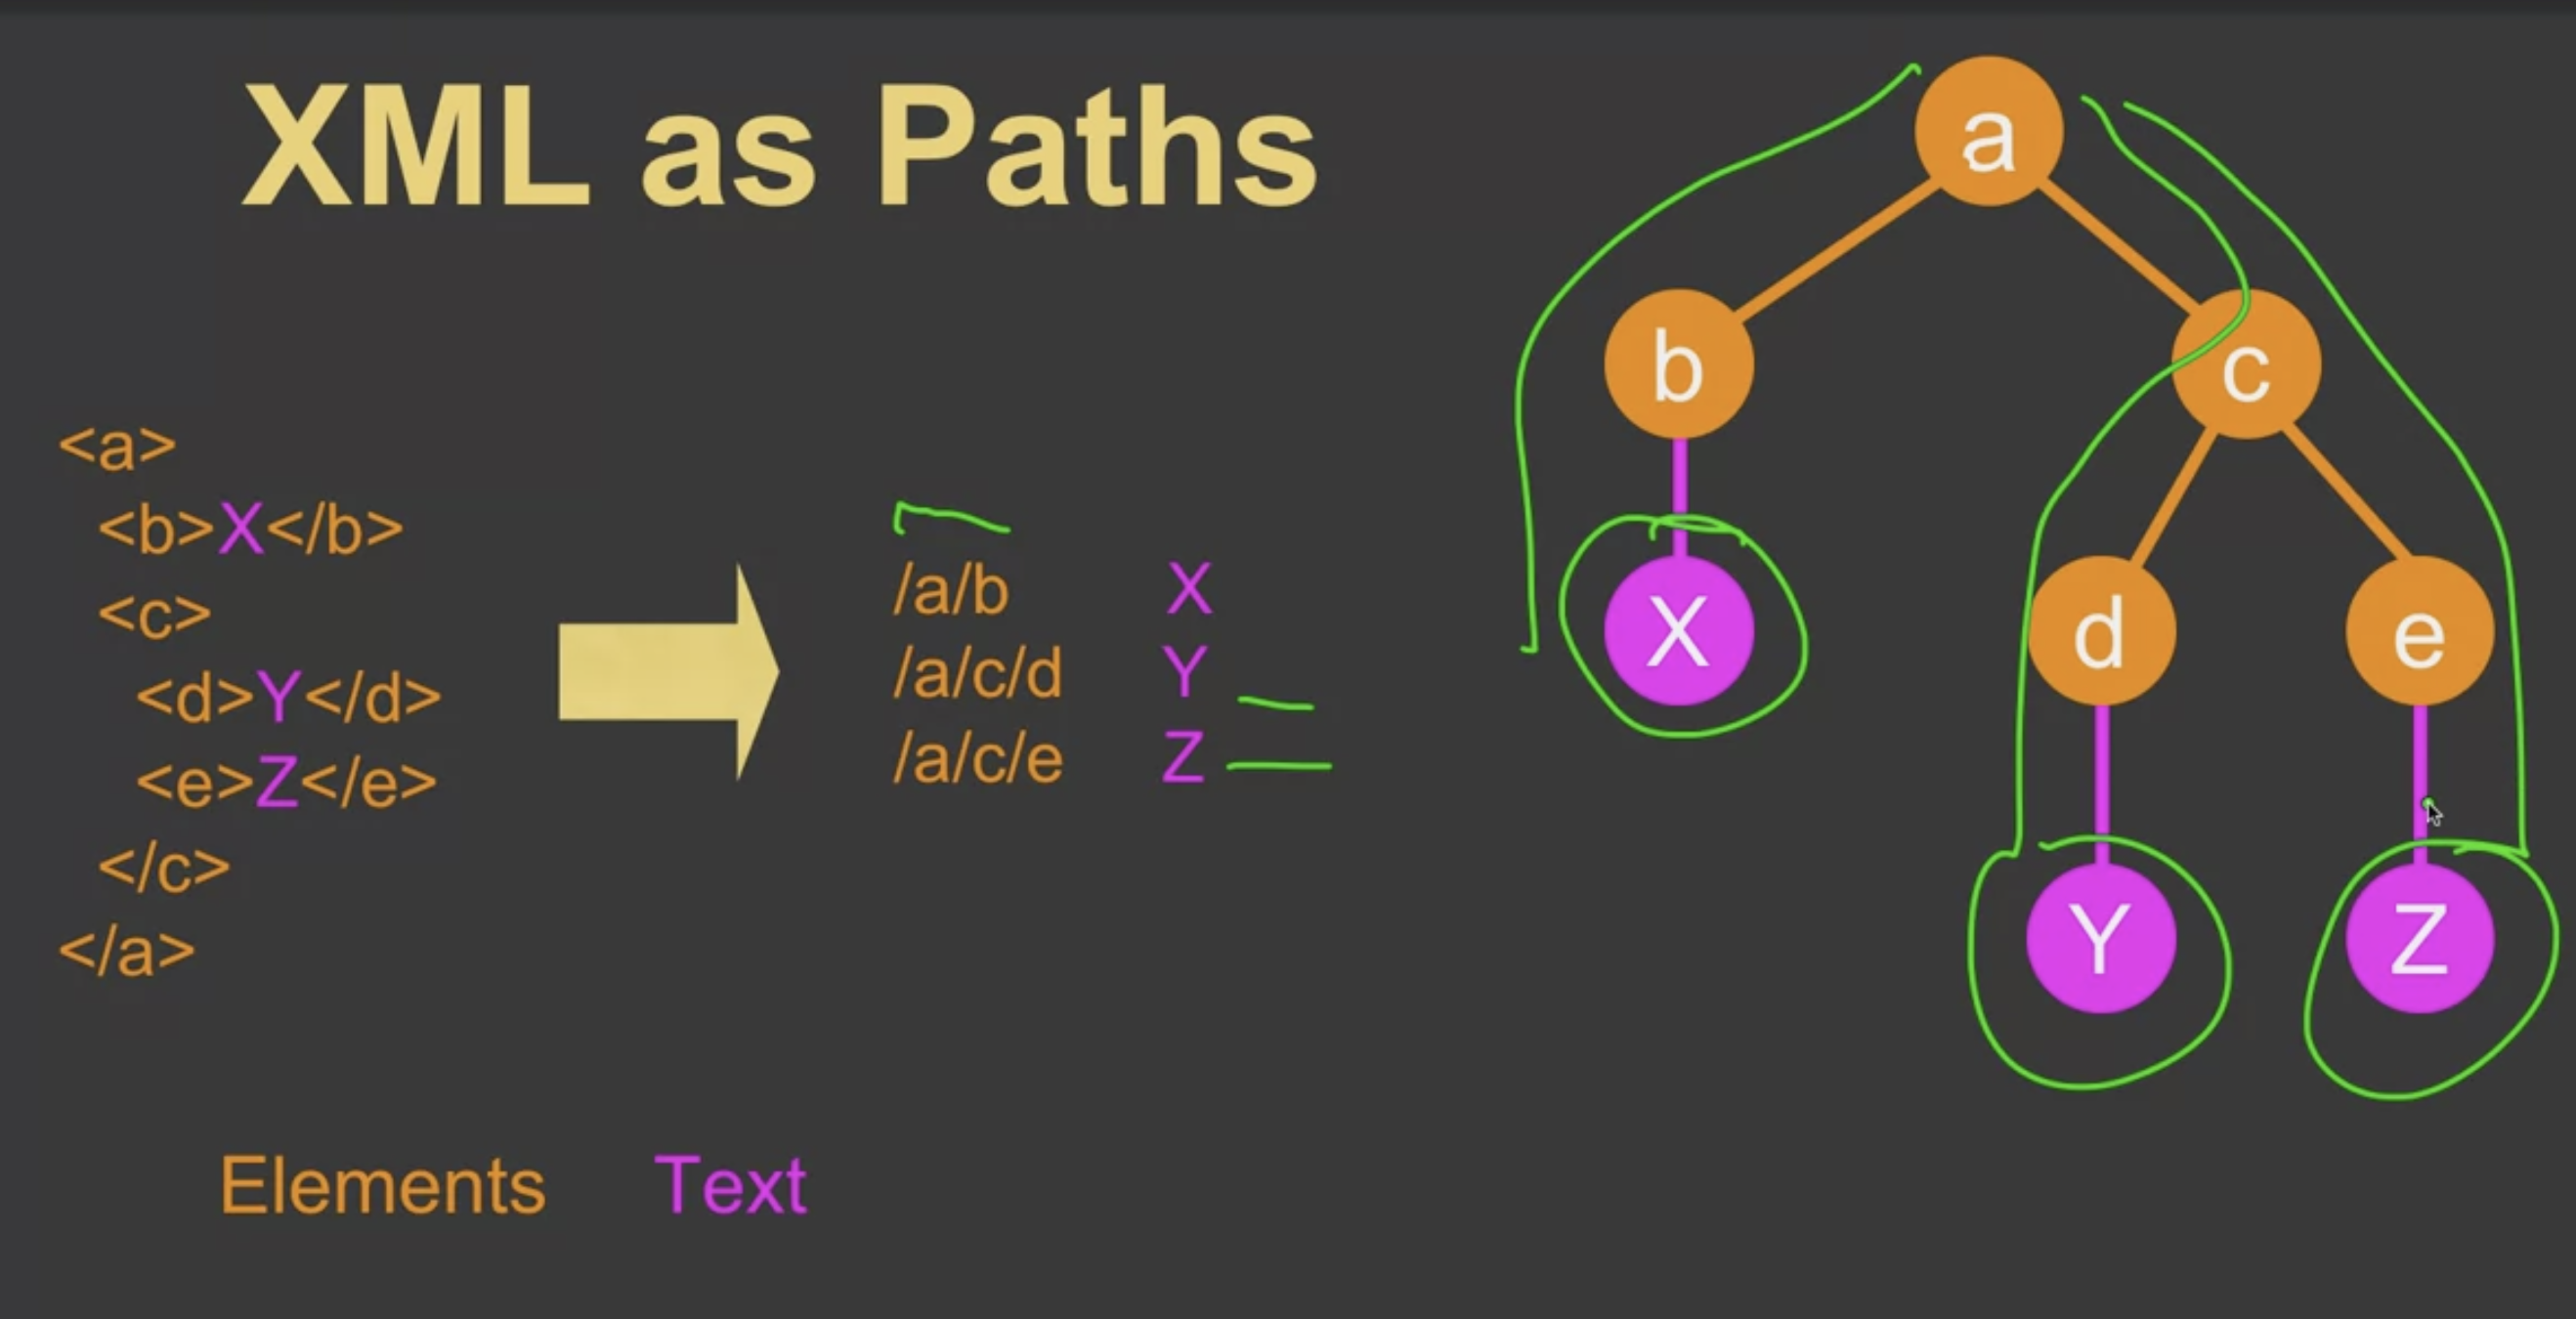 XML as Paths
<a>
<b>X</b>
<c>
<d>Y</d>
<e>Z</e>
</c>
</a>
/a/b X
/a/c/d Y
/a/c/e Z
a
b
c
X
d
e
Y
Z
Elements Text